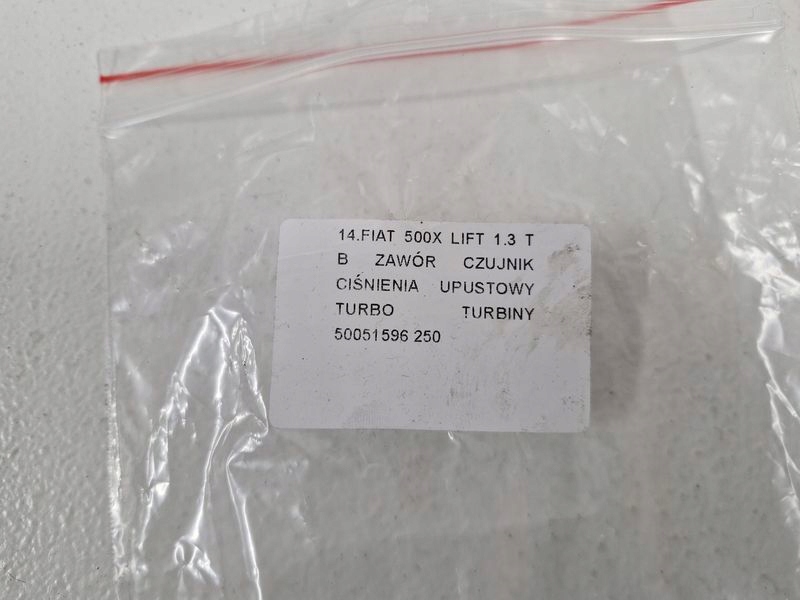 14.FIAT 500X LIFT 1.3 T
B ZAWÓR CZUJNIK
CIŚNIENIA UPUSTOWY
TURBO TURBINY
50051596 250